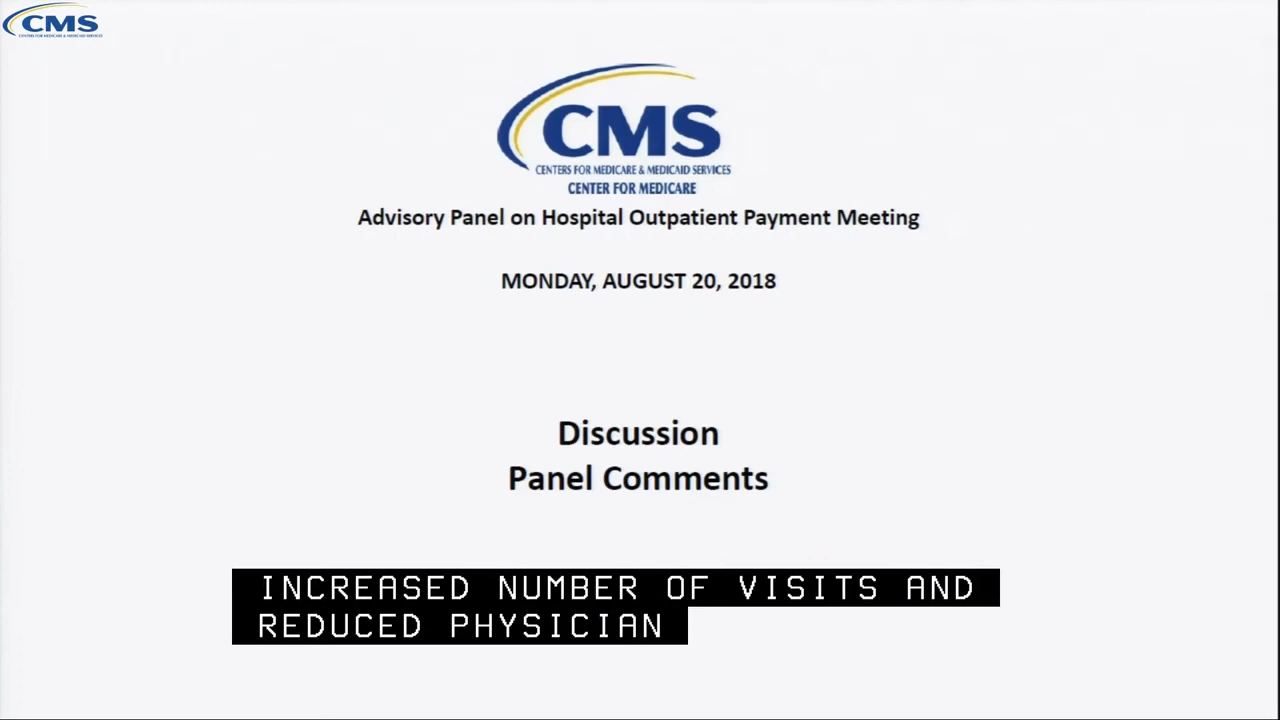 CMS
CENTERS FOR MEDICARE & MEDICAID SERVICES
CMS
CENTERS FOR MEDICARE & MEDICAID SERVICES
CENTER FOR MEDICARE
Advisory Panel on Hospital Outpatient Payment Meeting
MONDAY, AUGUST 20, 2018
Discussion
Panel Comments
INCREASED NUMBER OF VISITS AND
REDUCED PHYSICIAN